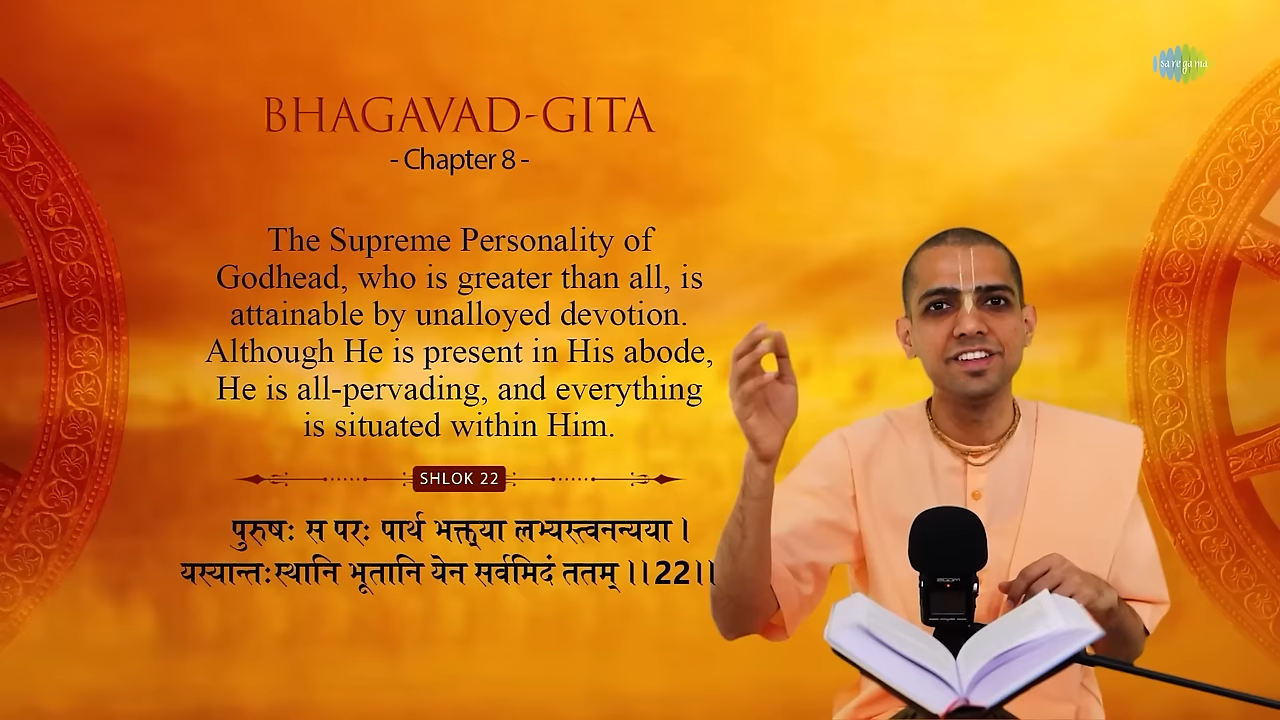 saregama
BHAGAVAD-GITA
- Chapter 8 -
The Supreme Personality of
Godhead, who is greater than all, is
attainable by unalloyed devotion.
Although He is present in His abode,
He is all-pervading, and everything
is situated within Him.
SHLOK 22
पुरुषः स परः पार्थ भक्त्या लभ्यस्त्वनन्यया ।
यस्यान्तःस्थानि भूतानि येन सर्वमिदं ततम् ।।22।।
zoom